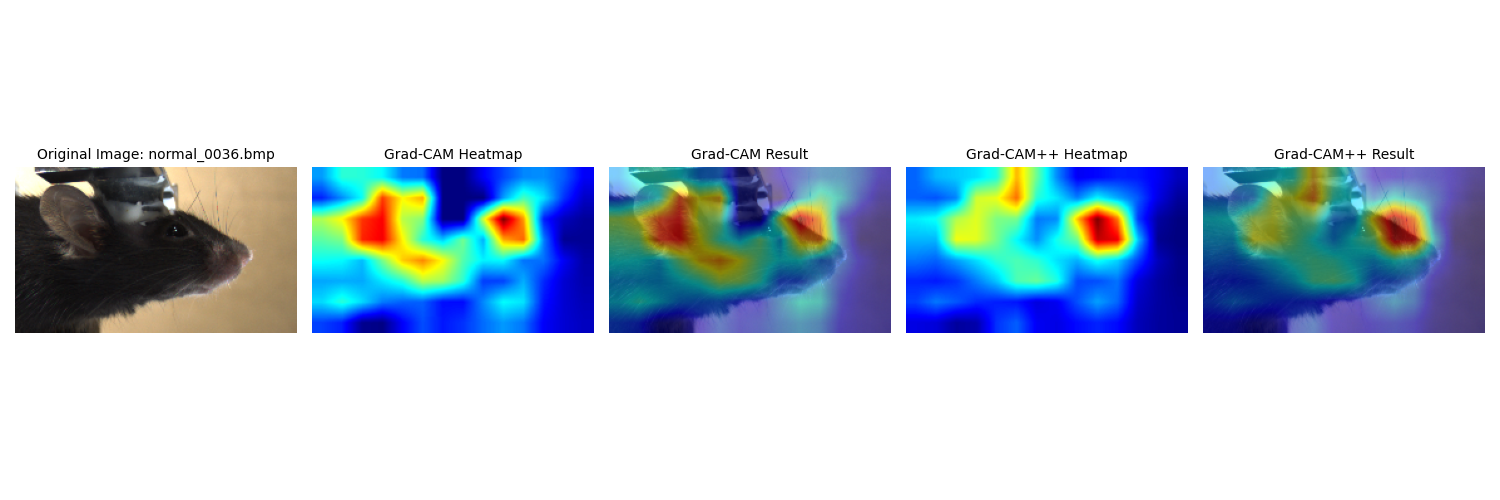 Original Image: normal_0036.bmp
Grad-CAM Heatmap
Grad-CAM Result
Grad-CAM++ Heatmap
Grad-CAM++ Result